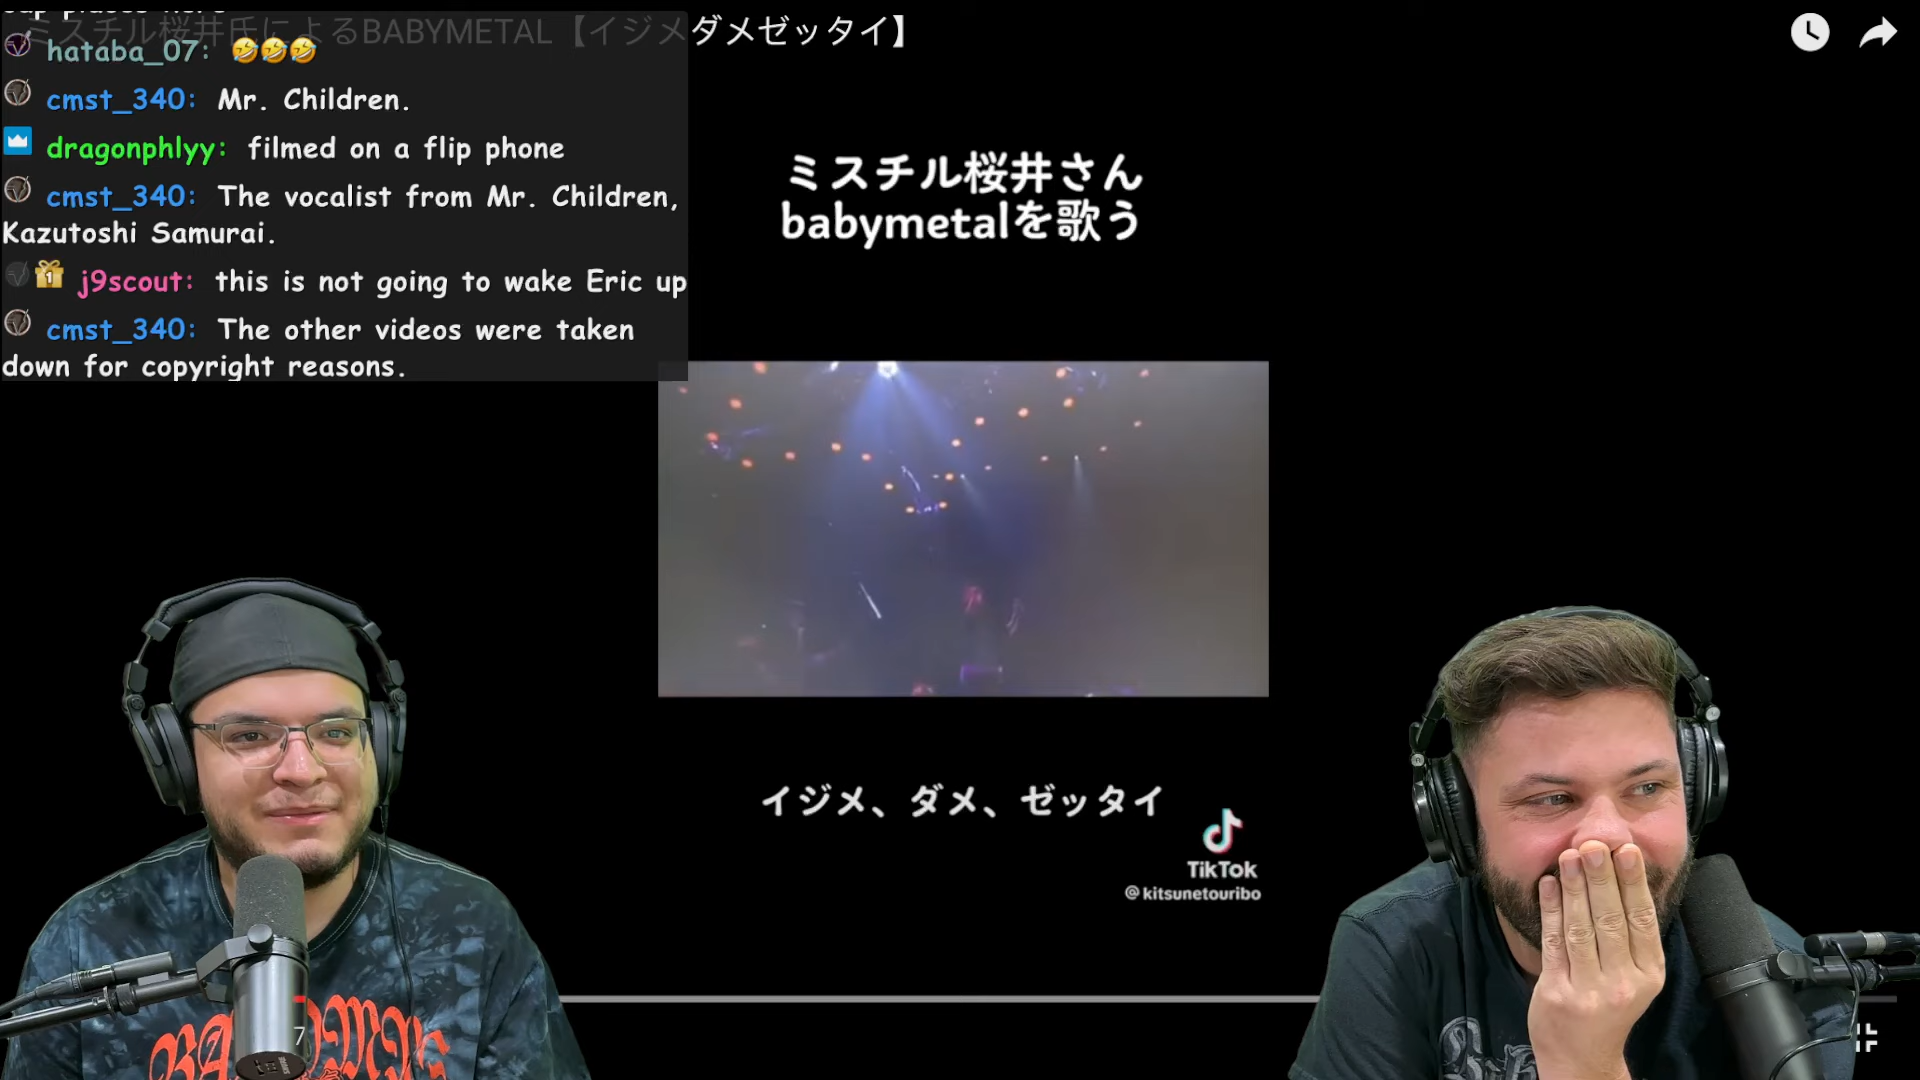 ミスチル桜井氏によるBABYMETAL【イジメダメゼッタイ】
hataba_07: 🤣🤣🤣
cmst_340: Mr. Children.
dragonphlyy: filmed on a flip phone
cmst_340: The vocalist from Mr. Children,
Kazutoshi Samurai.
j9scout: this is not going to wake Eric up
cmst_340: The other videos were taken
down for copyright reasons.
ミスチル桜井さん
babymetalを歌う
イジメ、ダメ、ゼッタイ
TikTok
@kitsunetouribo
7